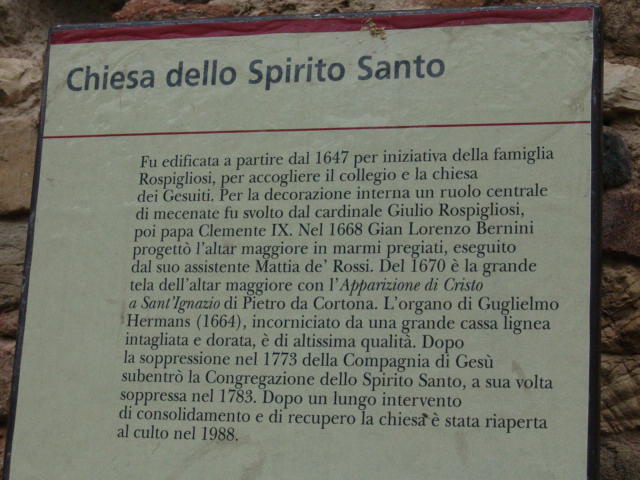 Chiesa dello Spirito Santo
Fu edificata a partire dal 1647 per iniziativa della famiglia
Rospigliosi, per accogliere il collegio e la chiesa
dei Gesuiti. Per la decorazione interna un ruolo centrale
di mecenate fu svolto dal cardinale Giulio Rospigliosi,
poi papa Clemente IX. Nel 1668 Gian Lorenzo Bernini
progettò l'altar maggiore in marmi pregiati, eseguito
dal suo assistente Mattia de' Rossi. Del 1670 è la grande
tela dell'altar maggiore con l'Apparizione di Cristo
a Sant'Ignazio di Pietro da Cortona. L'organo di Guglielmo
Hermans (1664), incorniciato da una grande cassa lignea
intagliata e dorata, è di altissima qualità. Dopo
la soppressione nel 1773 della Compagnia di Gesù
subentrò la Congregazione dello Spirito Santo, a sua volta
soppressa nel 1783. Dopo un lungo intervento
di consolidamento e di recupero la chiesa è stata riaperta
al culto nel 1988.